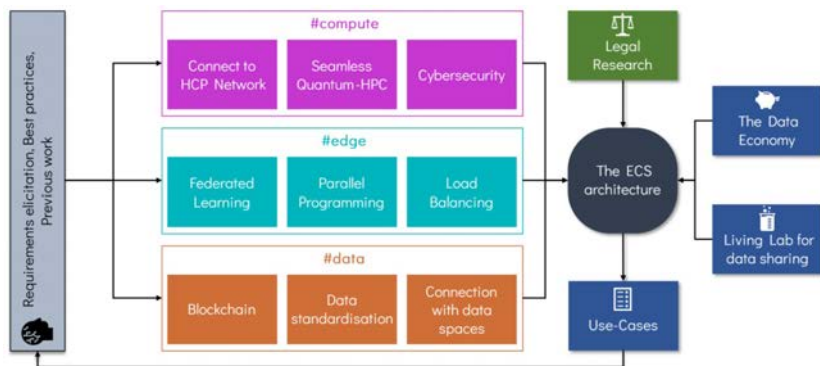 Requirements elicitation, Best practices,
Previous work
#compute
Connect to
HCP Network
Seamless
Quantum-HPC
Cybersecurity
#edge
Federated
Learning
Parallel
Programming
Load
Balancing
#data
Blockchain
Data
standardisation
Connection
with data
spaces
Legal
Research
The ECS
architecture
Use-Cases
The Data
Economy
Living Lab for
data sharing